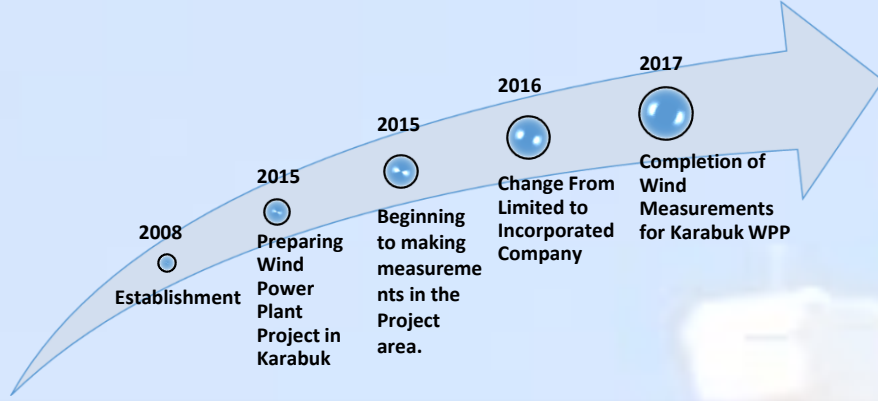 2008
Establishment
2015
Preparing
Wind
Power
Plant
Project in
Karabuk
2015
Beginning
to making
measureme
nts in the
Project
area.
2016
Change From
Limited to
Incorporated
Company
2017
Completion of
Wind
Measurements
for Karabuk WPP